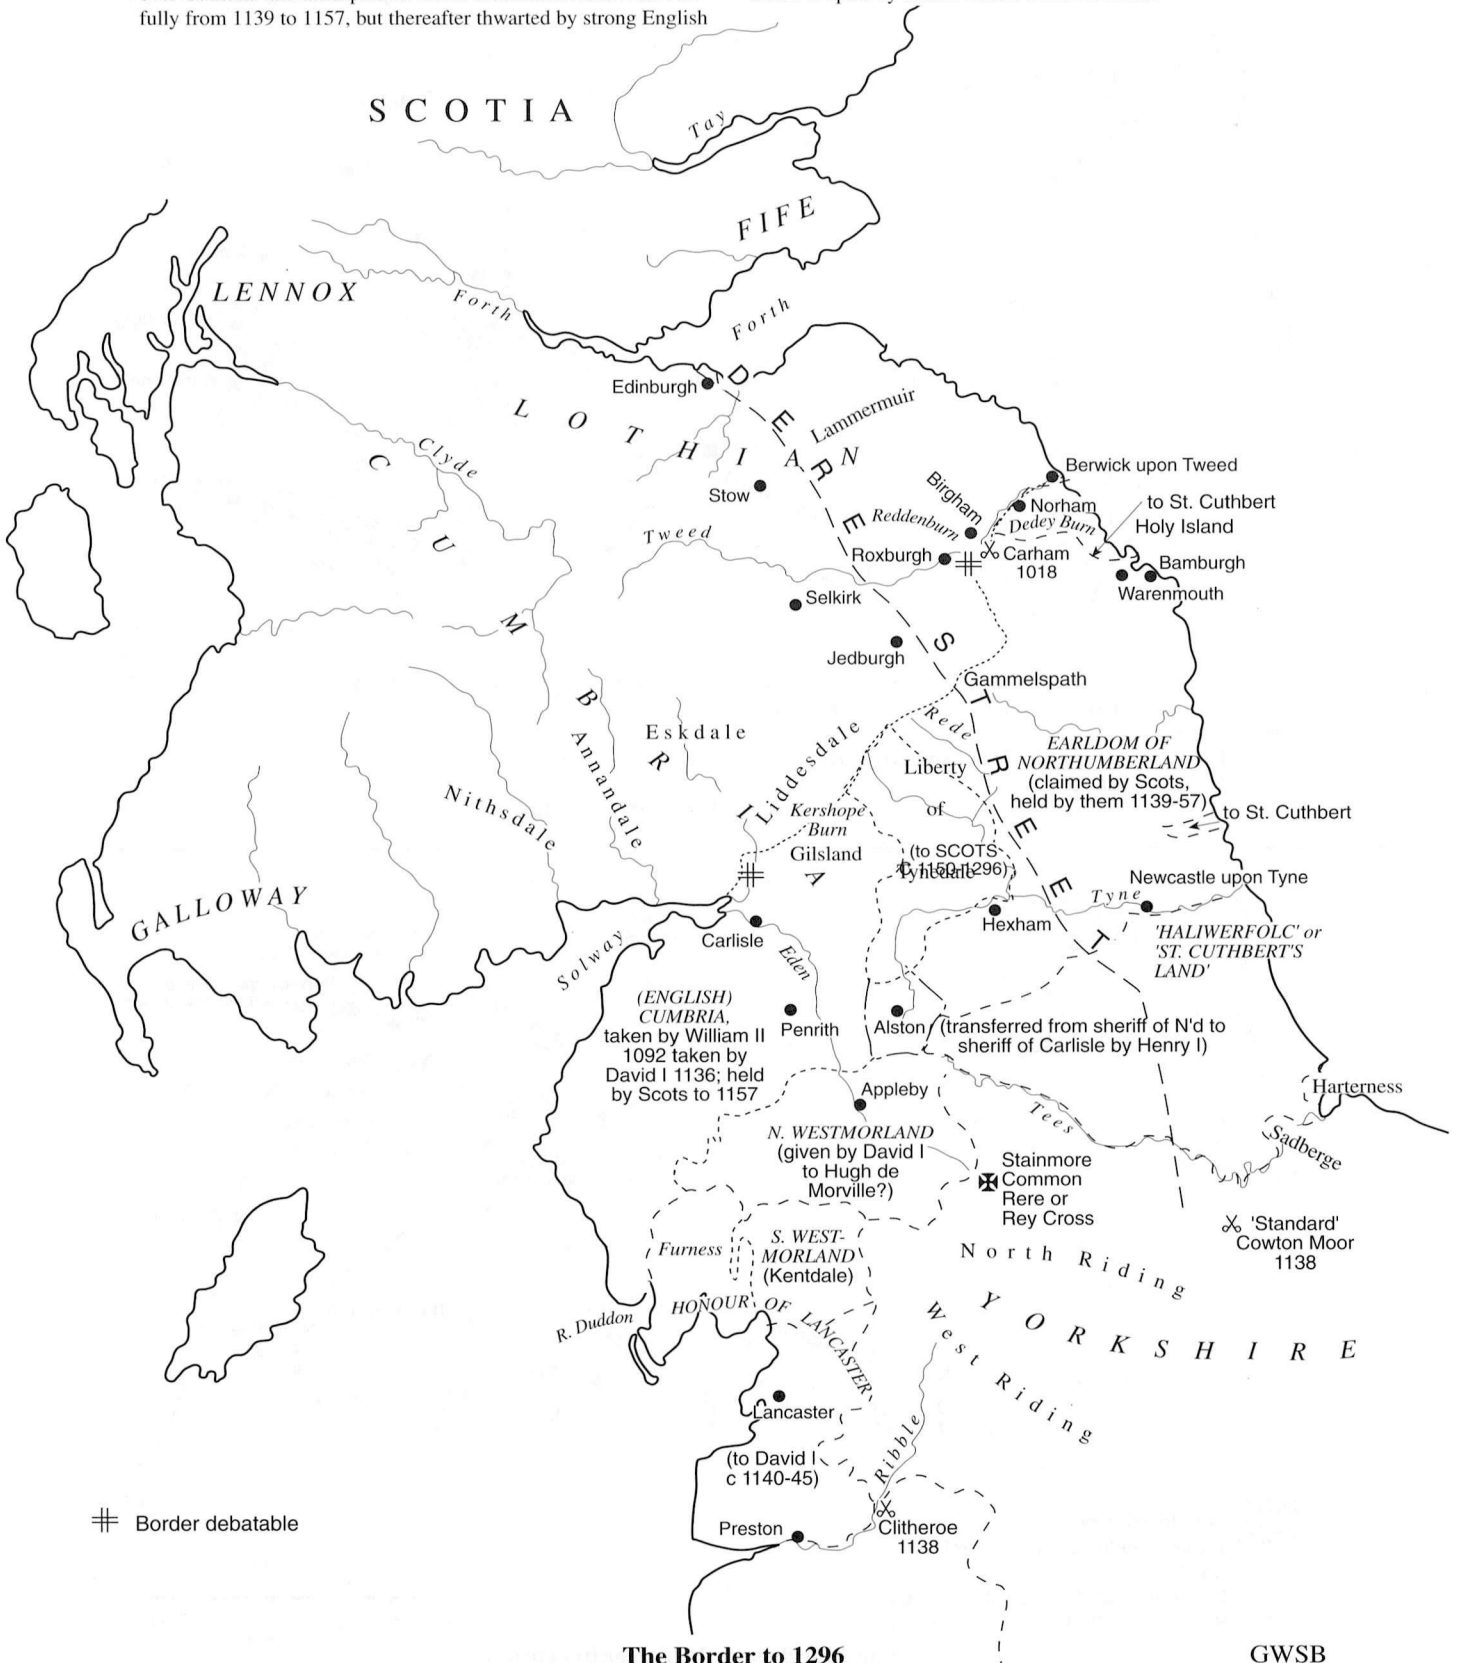 fully from 1139 to 1157, but thereafter thwarted by strong English
SCOTIA
Tay
FIFE
LENNOX
Forth
Forth
Edinburgh
DERE STREET
LOTHIAN
Lammermuir
Clyde
CUMBRIA
Stow
Berwick upon Tweed
Birgham
Norham
to St. Cuthbert
Holy Island
Reddenburn
Dedey Burn
Tweed
Roxburgh
Carham
1018
Bamburgh
Warenmouth
Selkirk
Jedburgh
Gammelspath
Rede
Eskdale
Annandale
Liddesdale
Nithsdale
EARLDOM OF
NORTHUMBERLAND
(claimed by Scots,
held by them 1139-57)
Liberty
of
Tynedale
(to SCOTS
C 1150-1296)
to St. Cuthbert
Kershope
Burn
Gilsland
GALLOWAY
Newcastle upon Tyne
Tyne
Hexham
Carlisle
Solway
Eden
'HALIWERFOLC' or
'ST. CUTHBERT'S
LAND'
(ENGLISH)
CUMBRIA,
taken by William II
1092 taken by
David I 1136; held
by Scots to 1157
Penrith
Alston
(transferred from sheriff of N'd to
sheriff of Carlisle by Henry I)
Appleby
Harterness
Tees
Sadberge
N. WESTMORLAND
(given by David I
to Hugh de
Morville?)
Stainmore
Common
Rere or
Rey Cross
'Standard'
Cowton Moor
1138
Furness
S. WEST-
MORLAND
(Kentdale)
North Riding
YORKSHIRE
West Riding
R. Duddon
HONOUR OF LANCASTER
Lancaster
(to David I
c 1140-45)
Ribble
Preston
Clitheroe
1138
Border debatable
The Border to 1296
GWSB